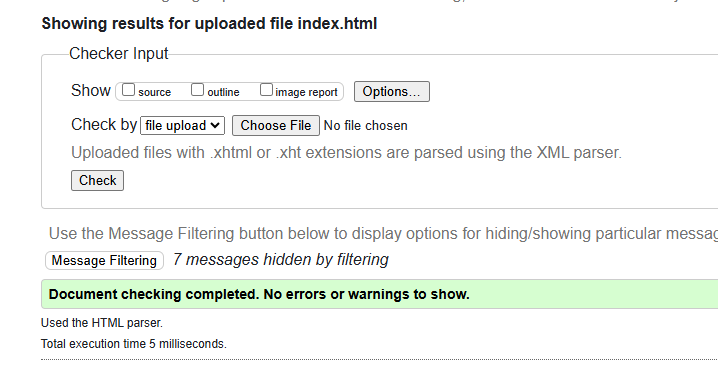 Showing results for uploaded file index.html
Checker Input
Show source outline image report Options...
Check by file upload Choose File No file chosen
Uploaded files with .xhtml or .xht extensions are parsed using the XML parser.
Check
Use the Message Filtering button below to display options for hiding/showing particular
Message Filtering 7 messages hidden by filtering
Document checking completed. No errors or warnings to show.
Used the HTML parser.
Total execution time 5 milliseconds.